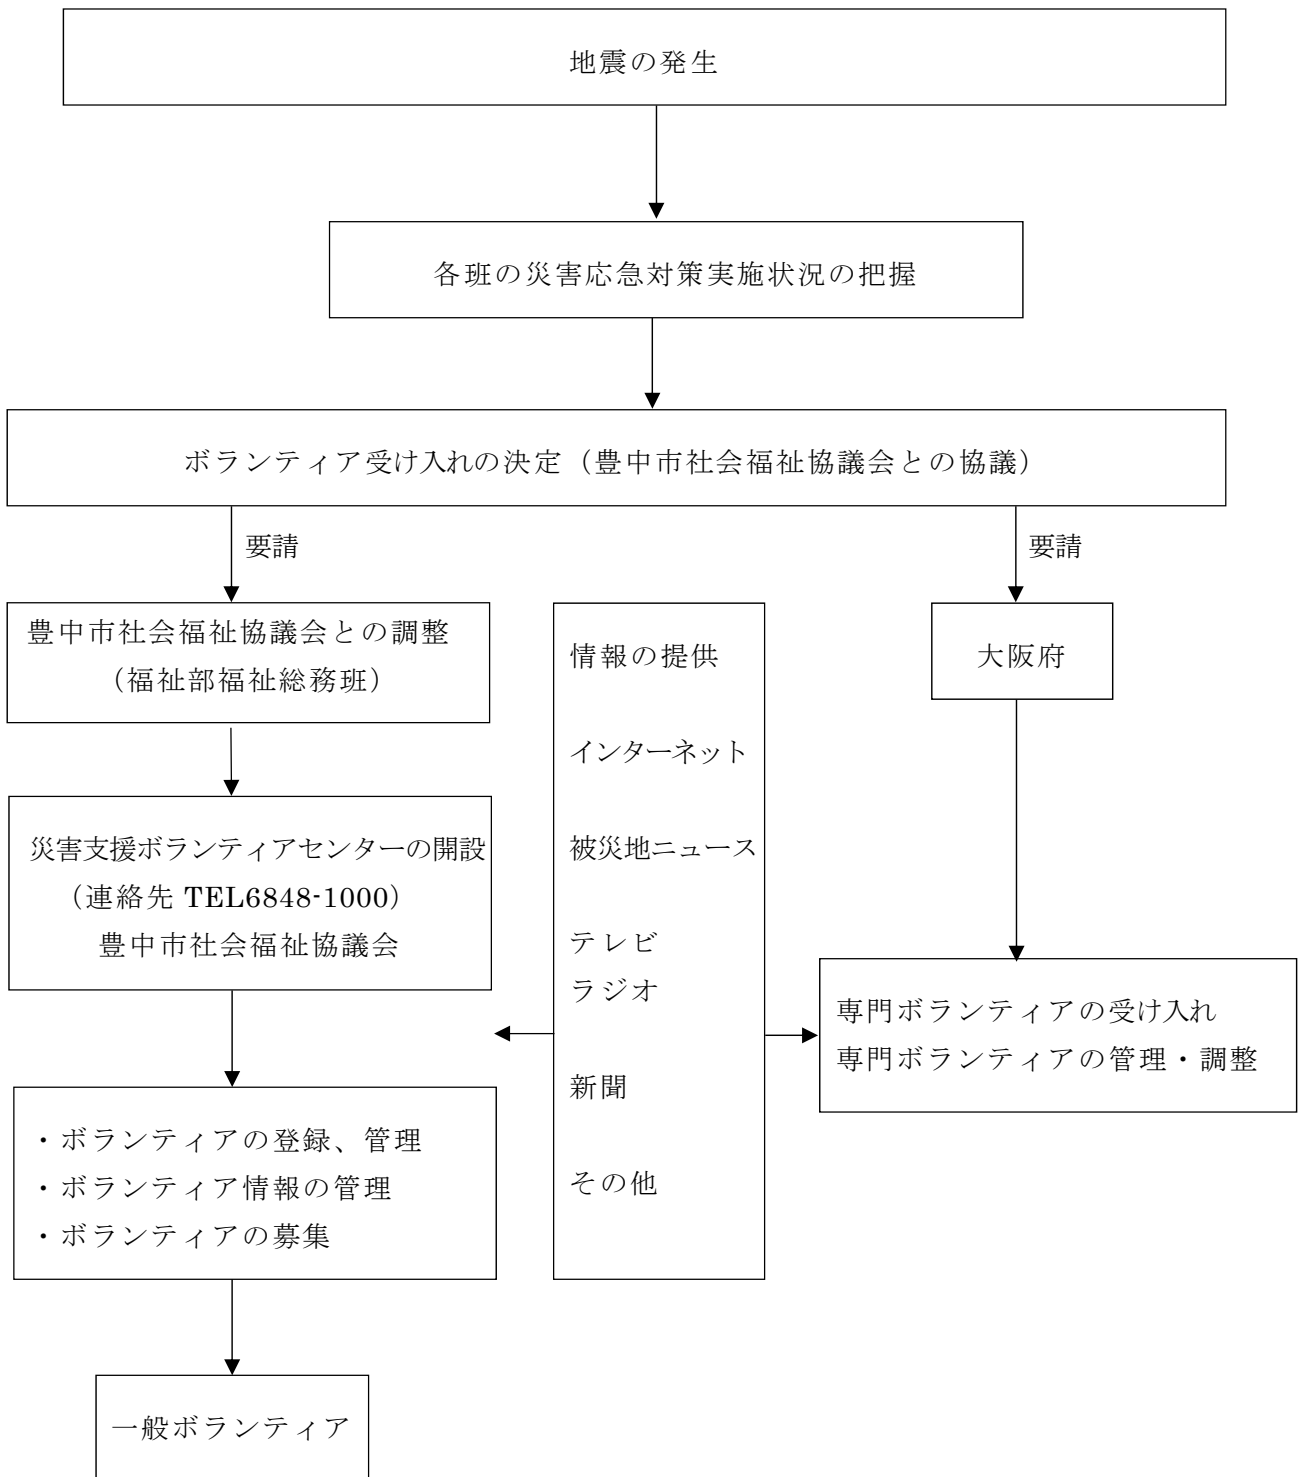 地震の発生
各班の災害応急対策実施状況の把握
ボランティア受け入れの決定（豊中市社会福祉協議会との協議）
要請
要請
豊中市社会福祉協議会との調整
（福祉部福祉総務班）
災害支援ボランティアセンターの開設
（連絡先 TEL6848-1000）
豊中市社会福祉協議会
・ボランティアの登録、管理
・ボランティア情報の管理
・ボランティアの募集
一般ボランティア
情報の提供
インターネット
被災地ニュース
テレビ
ラジオ
新聞
その他
大阪府
専門ボランティアの受け入れ
専門ボランティアの管理・調整